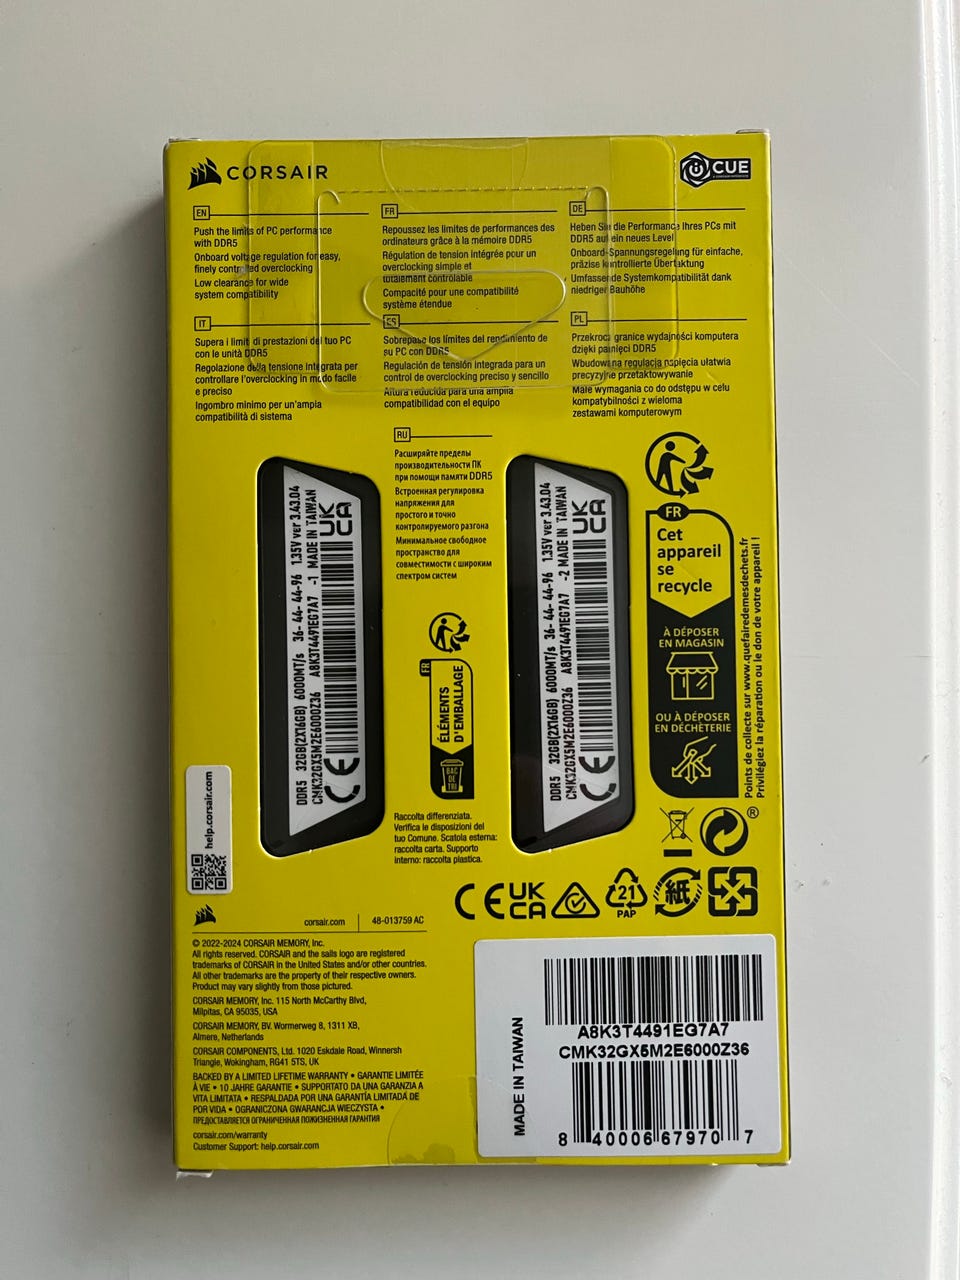 CORSAIR
iCUE
EN
Push the limits of PC performance
with DDR5
Onboard voltage regulation for easy,
finely controlled overclocking
Low clearance for wide
system compatibility
FR
Repoussez les limites de performances des
ordinateurs grâce à la mémoire DDR5
Régulation de tension intégrée pour un
overclocking simple et
totalement contrôlable
Compacité pour une compatibilité
système étendue
DE
Heben Sie die Performance Ihres PCs mit
DDR5 auf ein neues Level
Onboard-Spannungsregelung für einfache,
präzise kontrollierte Übertaktung
Umfassende Systemkompatibilität dank
niedriger Bauhöhe
IT
Supera i limiti di prestazioni del tuo PC
con le unità DDR5
Regolazione della tensione integrata per
controllare l'overclocking in modo facile
e preciso
Ingombro minimo per un'ampia
compatibilità di sistema
ES
Sobrepase los límites del rendimiento de
su PC con DDR5
Regulación de tensión integrada para un
control de overclocking preciso y sencillo
Altura reducida para una amplia
compatibilidad con el equipo
PL
Przekrocz granice wydajności komputera
dzięki pamięci DDR5
Wbudowana regulacja napięcia ułatwia
precyzyjne przetaktowywanie
Małe wymagania co do odstępu w celu
kompatybilności z wieloma
zestawami komputerowym
RU
Расширяйте пределы
производительности ПК
при помощи памяти DDR5
Встроенная регулировка
напряжения для
простого и точно
контролируемого разгона
Минимальное свободное
пространство для
совместимости с широким
спектром систем
DDR5 32GB(2X16GB) 6000MT/s 36-44-44-96 1.35V ver 3.43.04
CMK32GX5M2E6000Z36 A8K3T4491EG7A7 -1 MADE IN TAIWAN
CE
UK
CA
DDR5 32GB(2X16GB) 6000MT/s 36-44-44-96 1.35V ver 3.43.04
CMK32GX5M2E6000Z36 A8K3T4491EG7A7 -2 MADE IN TAIWAN
CE
UK
CA
FR
ÉLÉMENTS
D'EMBALLAGE
BAC
DE
TRI
FR
Cet
appareil
se
recycle
À DÉPOSER
EN MAGASIN
OU À DÉPOSER
EN DÉCHÈTERIE
Points de collecte sur www.quefairedemesdechets.fr
Privilégiez la réparation ou le don de votre appareil !
help.corsair.com
Raccolta differenziata.
Verifica le disposizioni del
tuo Comune. Scatola esterna:
raccolta carta. Supporto
interno: raccolta plastica.
®
CE
UK
CA
21
PAP
紙
corsair.com
48-013759 AC
© 2022-2024 CORSAIR MEMORY, Inc.
All rights reserved. CORSAIR and the sails logo are registered
trademarks of CORSAIR in the United States and/or other countries.
All other trademarks are the property of their respective owners.
Product may vary slightly from those pictured.
CORSAIR MEMORY, Inc. 115 North McCarthy Blvd,
Milpitas, CA 95035, USA
CORSAIR MEMORY, BV. Wormerweg 8, 1311 XB,
Almere, Netherlands
CORSAIR COMPONENTS, Ltd. 1020 Eskdale Road, Winnersh
Triangle, Wokingham, RG41 5TS, UK
BACKED BY A LIMITED LIFETIME WARRANTY • GARANTIE LIMITÉE
À VIE • 10 JAHRE GARANTIE • SUPPORTATO DA UNA GARANZIA A
VITA LIMITATA • RESPALDADA POR UNA GARANTÍA LIMITADA DE
POR VIDA • OGRANICZONA GWARANCJA WIECZYSTA •
ПРЕДОСТАВЛЯЕТСЯ ОГРАНИЧЕННАЯ ПОЖИЗНЕННАЯ ГАРАНТИЯ
corsair.com/warranty
Customer Support: help.corsair.com
MADE IN TAIWAN
A8K3T4491EG7A7
CMK32GX5M2E6000Z36
8 40006 67970 7